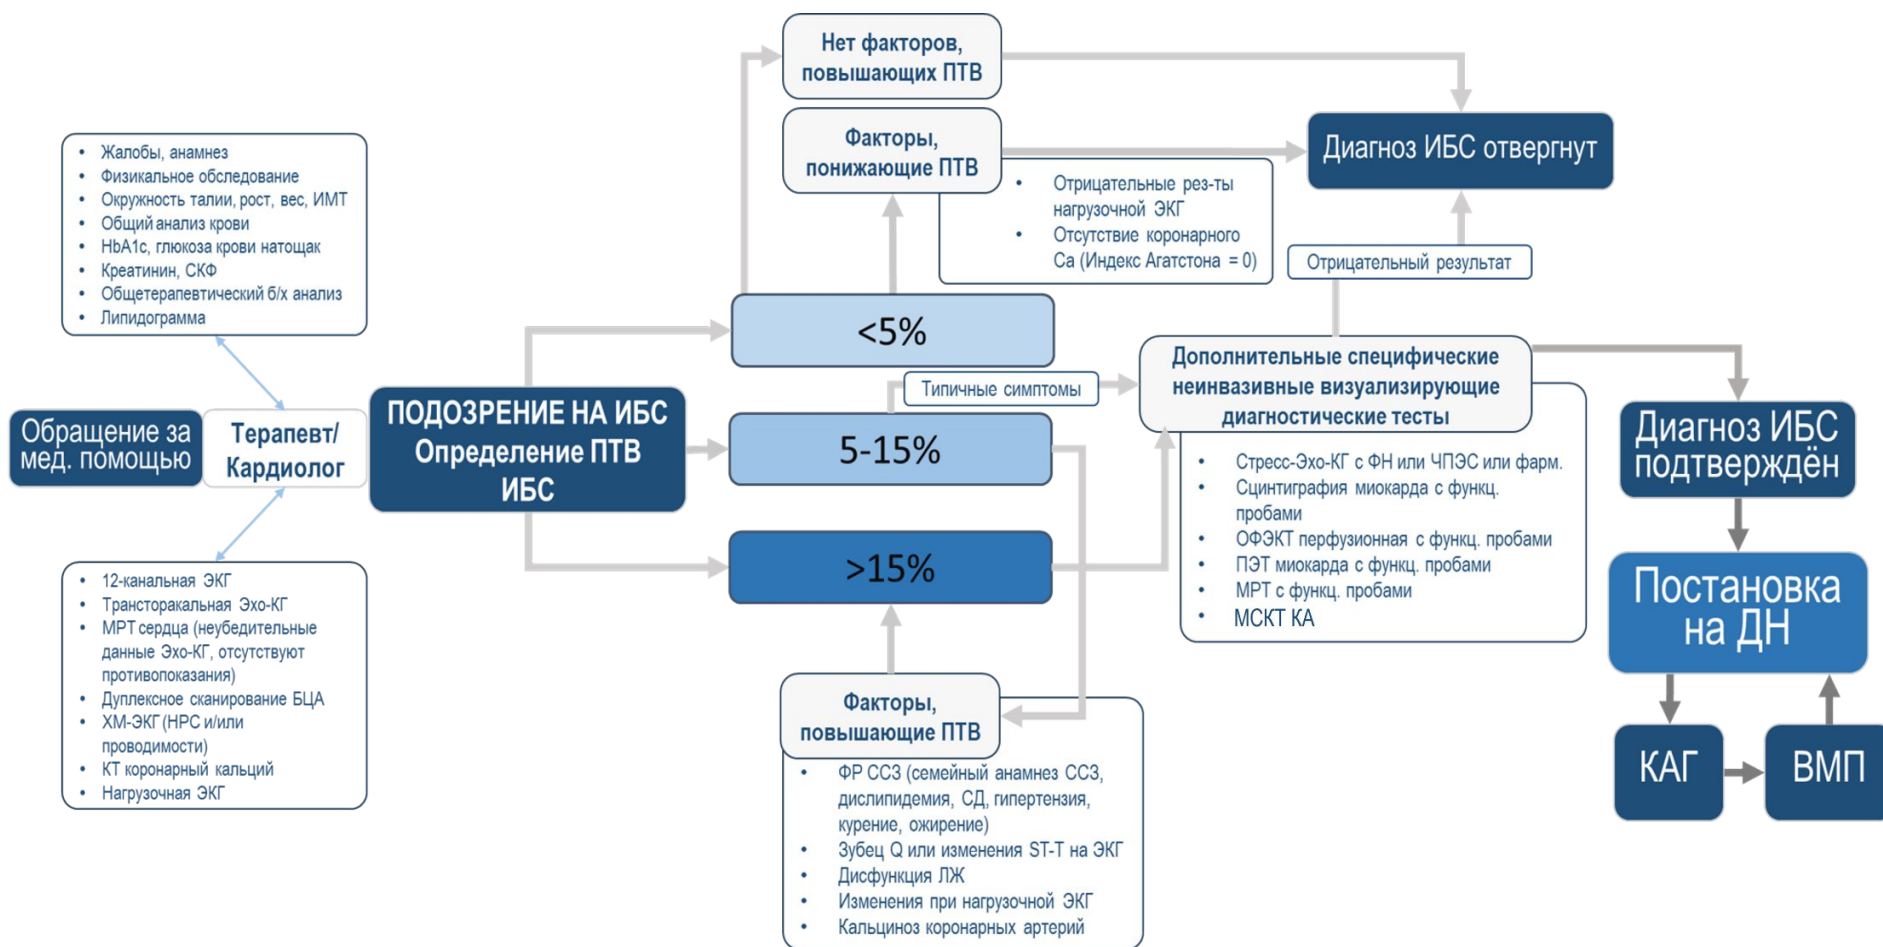 Нет факторов,
повышающих ПТВ
Факторы,
понижающие ПТВ
• Отрицательные рез-ты
нагрузочной ЭКГ
• Отсутствие коронарного
Са (Индекс Агатстона = 0)
Диагноз ИБС отвергнут
Отрицательный результат
• Жалобы, анамнез
• Физикальное обследование
• Окружность талии, рост, вес, ИМТ
• Общий анализ крови
• HbA1c, глюкоза крови натощак
• Креатинин, СКФ
• Общетерапевтический б/х анализ
• Липидограмма
Обращение за
мед. помощью
Терапевт/
Кардиолог
ПОДОЗРЕНИЕ НА ИБС
Определение ПТВ
ИБС
• 12-канальная ЭКГ
• Трансторакальная Эхо-КГ
• МРТ сердца (неубедительные
данные Эхо-КГ, отсутствуют
противопоказания)
• Дуплексное сканирование БЦА
• ХМ-ЭКГ (НРС и/или
проводимости)
• КТ коронарный кальций
• Нагрузочная ЭКГ
<5%
Типичные симптомы
5-15%
>15%
Факторы,
повышающие ПТВ
• ФР ССЗ (семейный анамнез ССЗ,
дислипидемия, СД, гипертензия,
курение, ожирение)
• Зубец Q или изменения ST-T на ЭКГ
• Дисфункция ЛЖ
• Изменения при нагрузочной ЭКГ
• Кальциноз коронарных артерий
Дополнительные специфические
неинвазивные визуализирующие
диагностические тесты
• Стресс-Эхо-КГ с ФН или ЧПЭС или фарм.
• Сцинтиграфия миокарда с функц.
пробами
• ОФЭКТ перфузионная с функц. пробами
• ПЭТ миокарда с функц. пробами
• МРТ с функц. пробами
• МСКТ КА
Диагноз ИБС
подтверждён
Постановка
на ДН
КАГ
ВМП